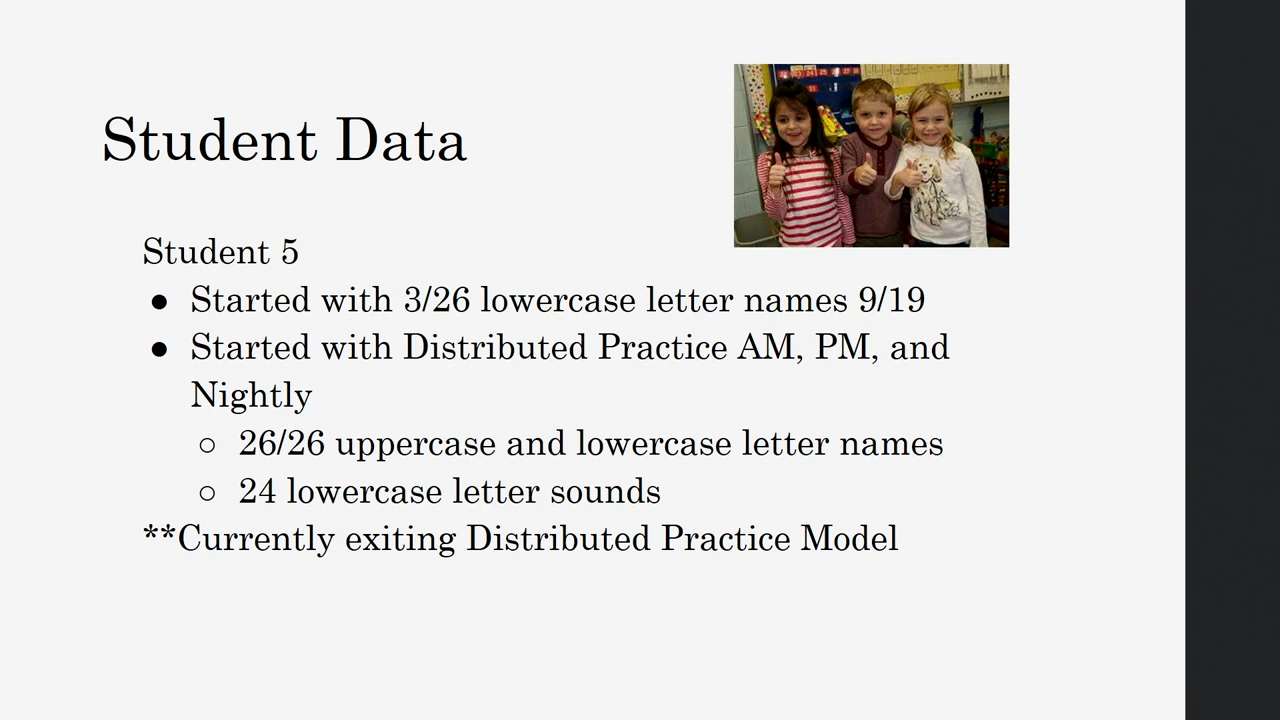 Student Data
Student 5
● Started with 3/26 lowercase letter names 9/19
● Started with Distributed Practice AM, PM, and
Nightly
○ 26/26 uppercase and lowercase letter names
○ 24 lowercase letter sounds
**Currently exiting Distributed Practice Model